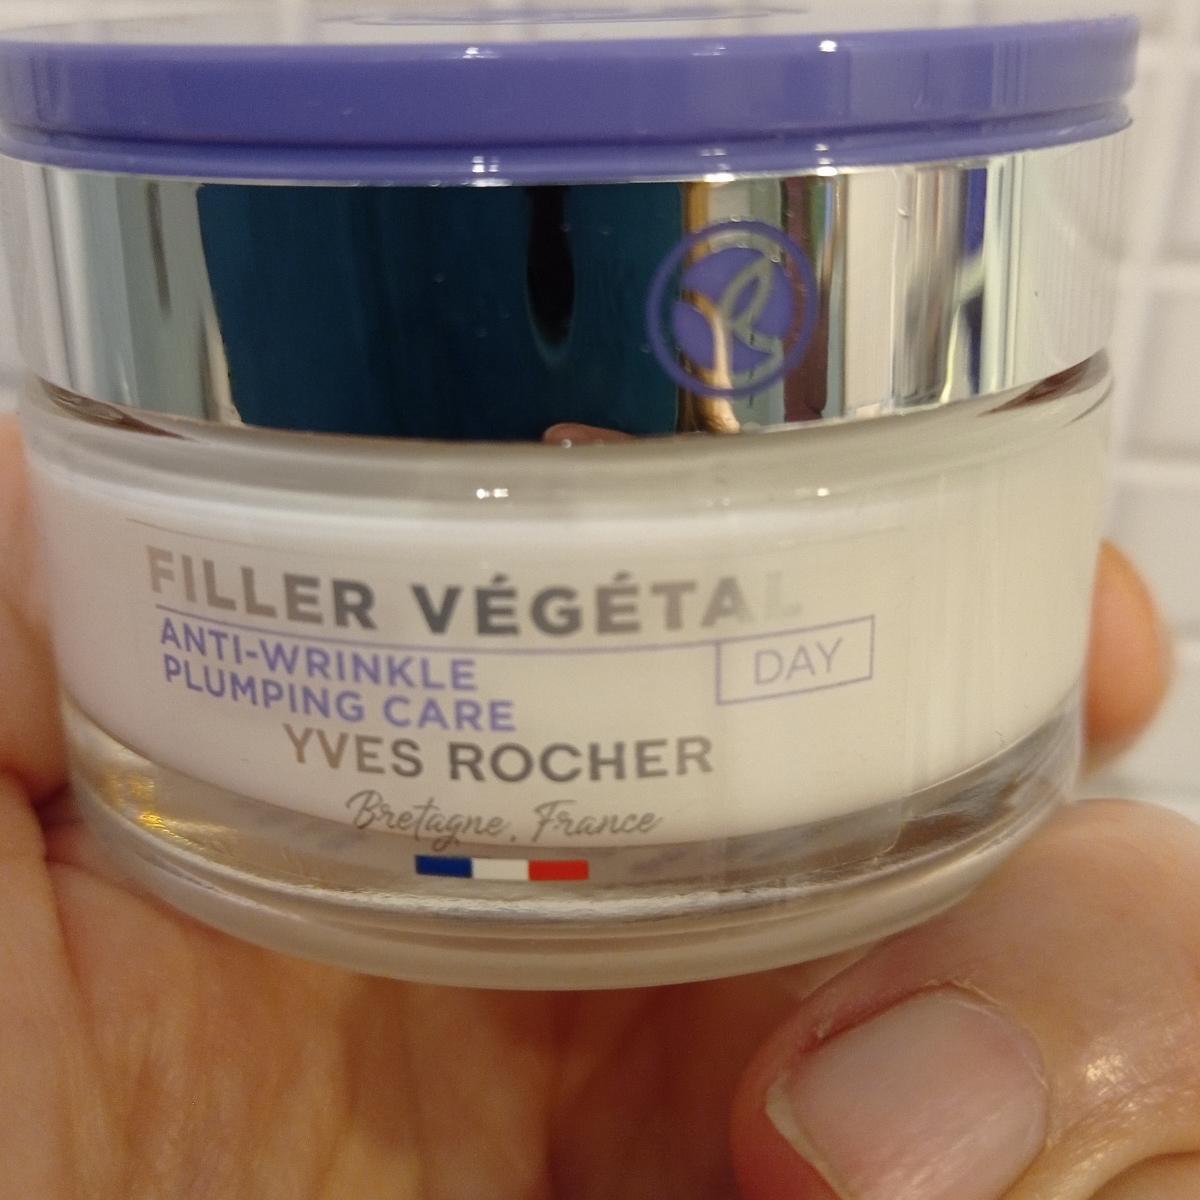 FILLER VÉGÉTAL
ANTI-WRINKLE
PLUMPING CARE
DAY
YVES ROCHER
Bretagne, France